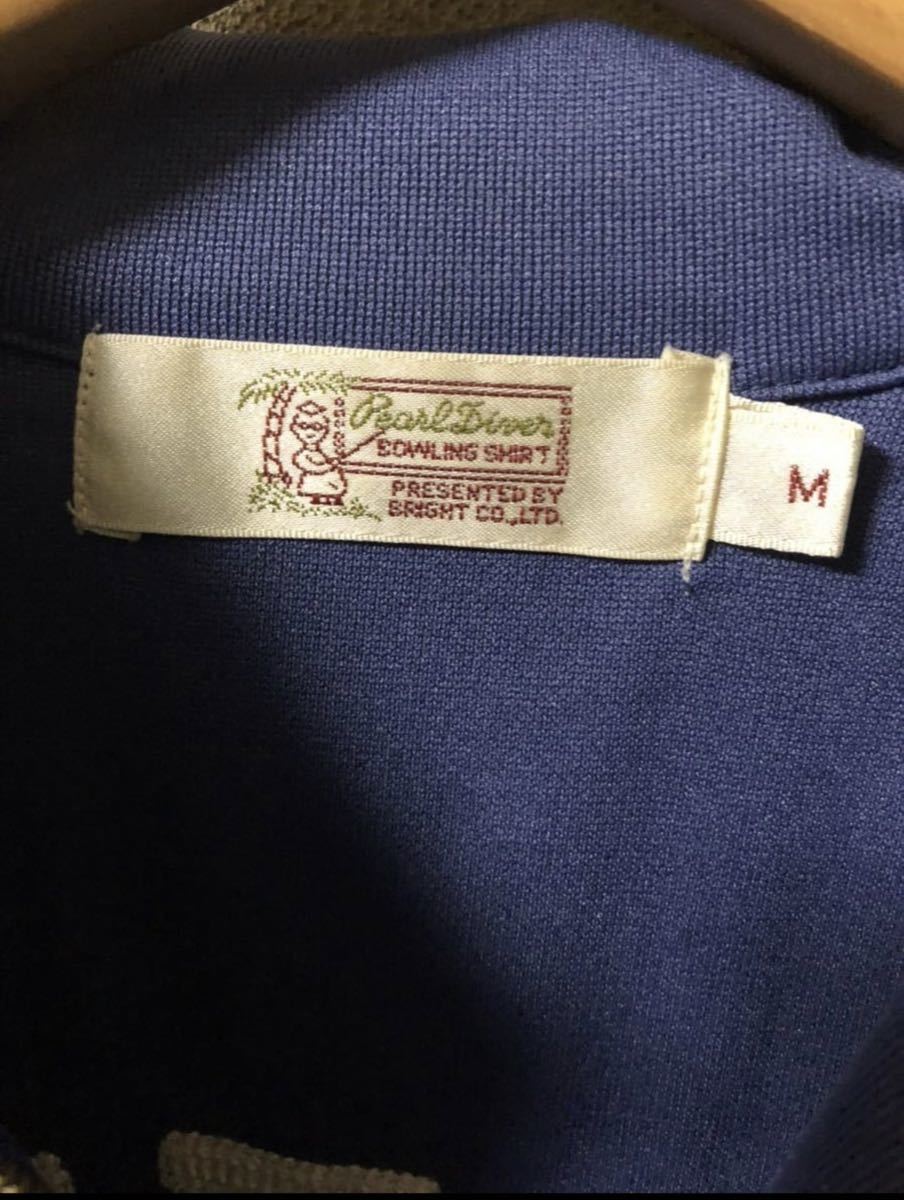 Pearl Diver
BOWLING SHIRT
PRESENTED BY
BRIGHT CO.,LTD.
M